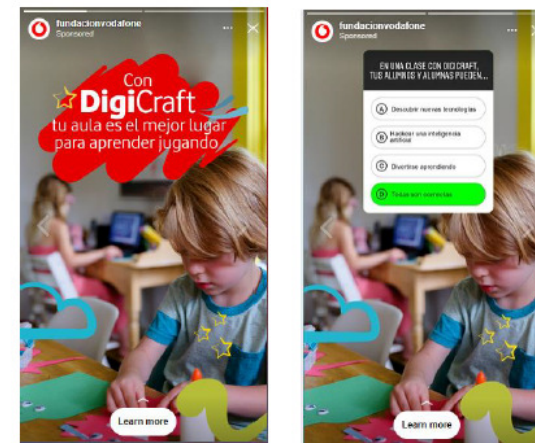 fundacionvodafone
Sponsored
Con
DigiCraft
tu aula es el mejor lugar
para aprender jugando
Learn more
fundacionvodafone
Sponsored
EN UNA CLASE CON DIGICRAFT,
TUS ALUMNOS Y ALUMNAS PUEDEN...
A Descubrir nuevas tecnologías
B Hackear una inteligencia
artificial
C Divertirse aprendiendo
D Todas son correctas
Learn more